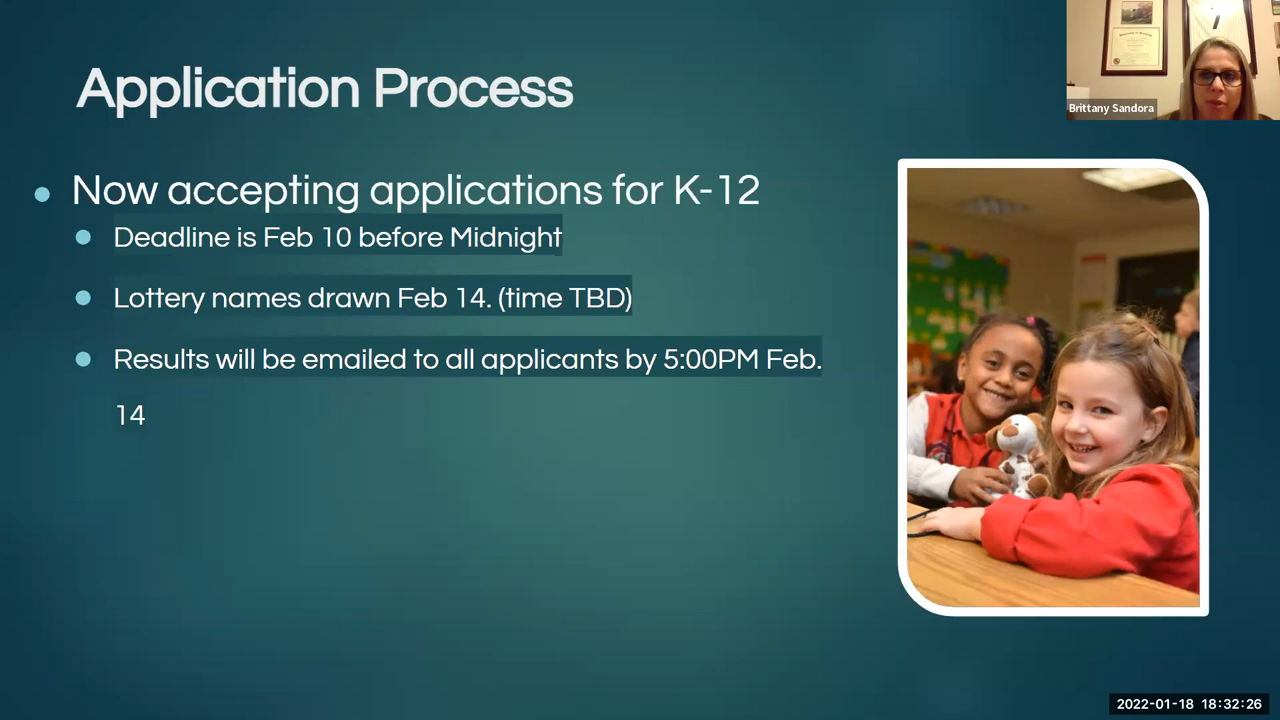 Application Process
Brittany Sandora
Now accepting applications for K-12
Deadline is Feb 10 before Midnight
Lottery names drawn Feb 14. (time TBD)
Results will be emailed to all applicants by 5:00PM Feb.
14
2022-01-18 18:32:26